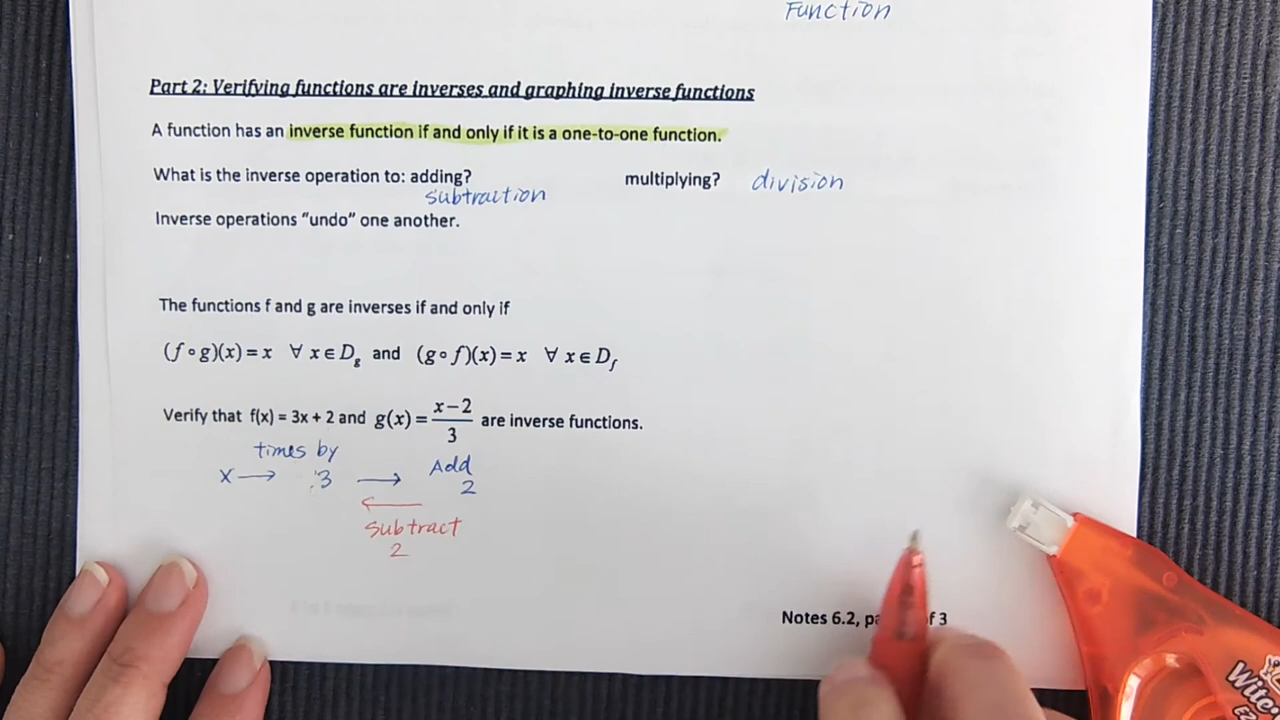 Function
Part 2: Verifying functions are inverses and graphing inverse functions
A function has an inverse function if and only if it is a one-to-one function.
What is the inverse operation to: adding? multiplying? division
subtraction
Inverse operations "undo" one another.
The functions f and g are inverses if and only if
(f∘g)(x)=x ∀ x∈D_g and (g∘f)(x)=x ∀ x∈D_f
Verify that f(x) = 3x + 2 and g(x) = (x−2)/3 are inverse functions.
times by
x → 3 → Add
2
←
subtract
2
Notes 6.2, f 3
Wite